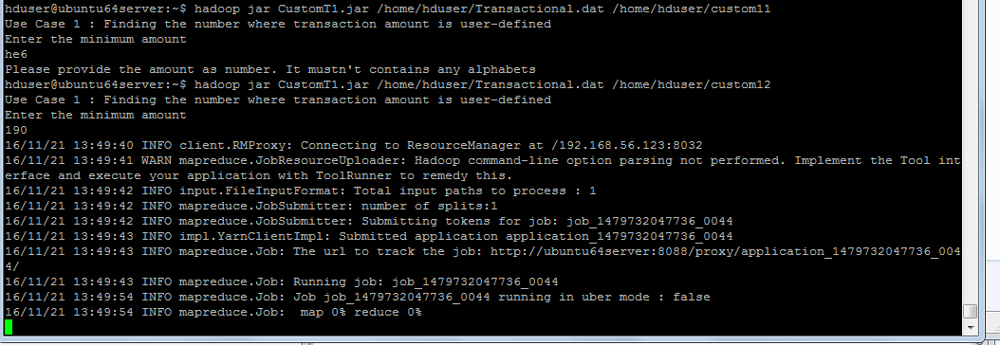 hduser@ubuntu64server:~$ hadoop jar CustomT1.jar /home/hduser/Transactional.dat /home/hduser/custom11
Use Case 1 : Finding the number where transaction amount is user-defined
Enter the minimum amount
he6
Please provide the amount as number. It mustn't contains any alphabets
hduser@ubuntu64server:~$ hadoop jar CustomT1.jar /home/hduser/Transactional.dat /home/hduser/custom12
Use Case 1 : Finding the number where transaction amount is user-defined
Enter the minimum amount
190
16/11/21 13:49:40 INFO client.RMProxy: Connecting to ResourceManager at /192.168.56.123:8032
16/11/21 13:49:41 WARN mapreduce.JobResourceUploader: Hadoop command-line option parsing not performed. Implement the Tool int
erface and execute your application with ToolRunner to remedy this.
16/11/21 13:49:42 INFO input.FileInputFormat: Total input paths to process : 1
16/11/21 13:49:42 INFO mapreduce.JobSubmitter: number of splits:1
16/11/21 13:49:42 INFO mapreduce.JobSubmitter: Submitting tokens for job: job_1479732047736_0044
16/11/21 13:49:43 INFO impl.YarnClientImpl: Submitted application application_1479732047736_0044
16/11/21 13:49:43 INFO mapreduce.Job: The url to track the job: http://ubuntu64server:8088/proxy/application_1479732047736_004
4/
16/11/21 13:49:43 INFO mapreduce.Job: Running job: job_1479732047736_0044
16/11/21 13:49:54 INFO mapreduce.Job: Job job_1479732047736_0044 running in uber mode : false
16/11/21 13:49:54 INFO mapreduce.Job:  map 0% reduce 0%